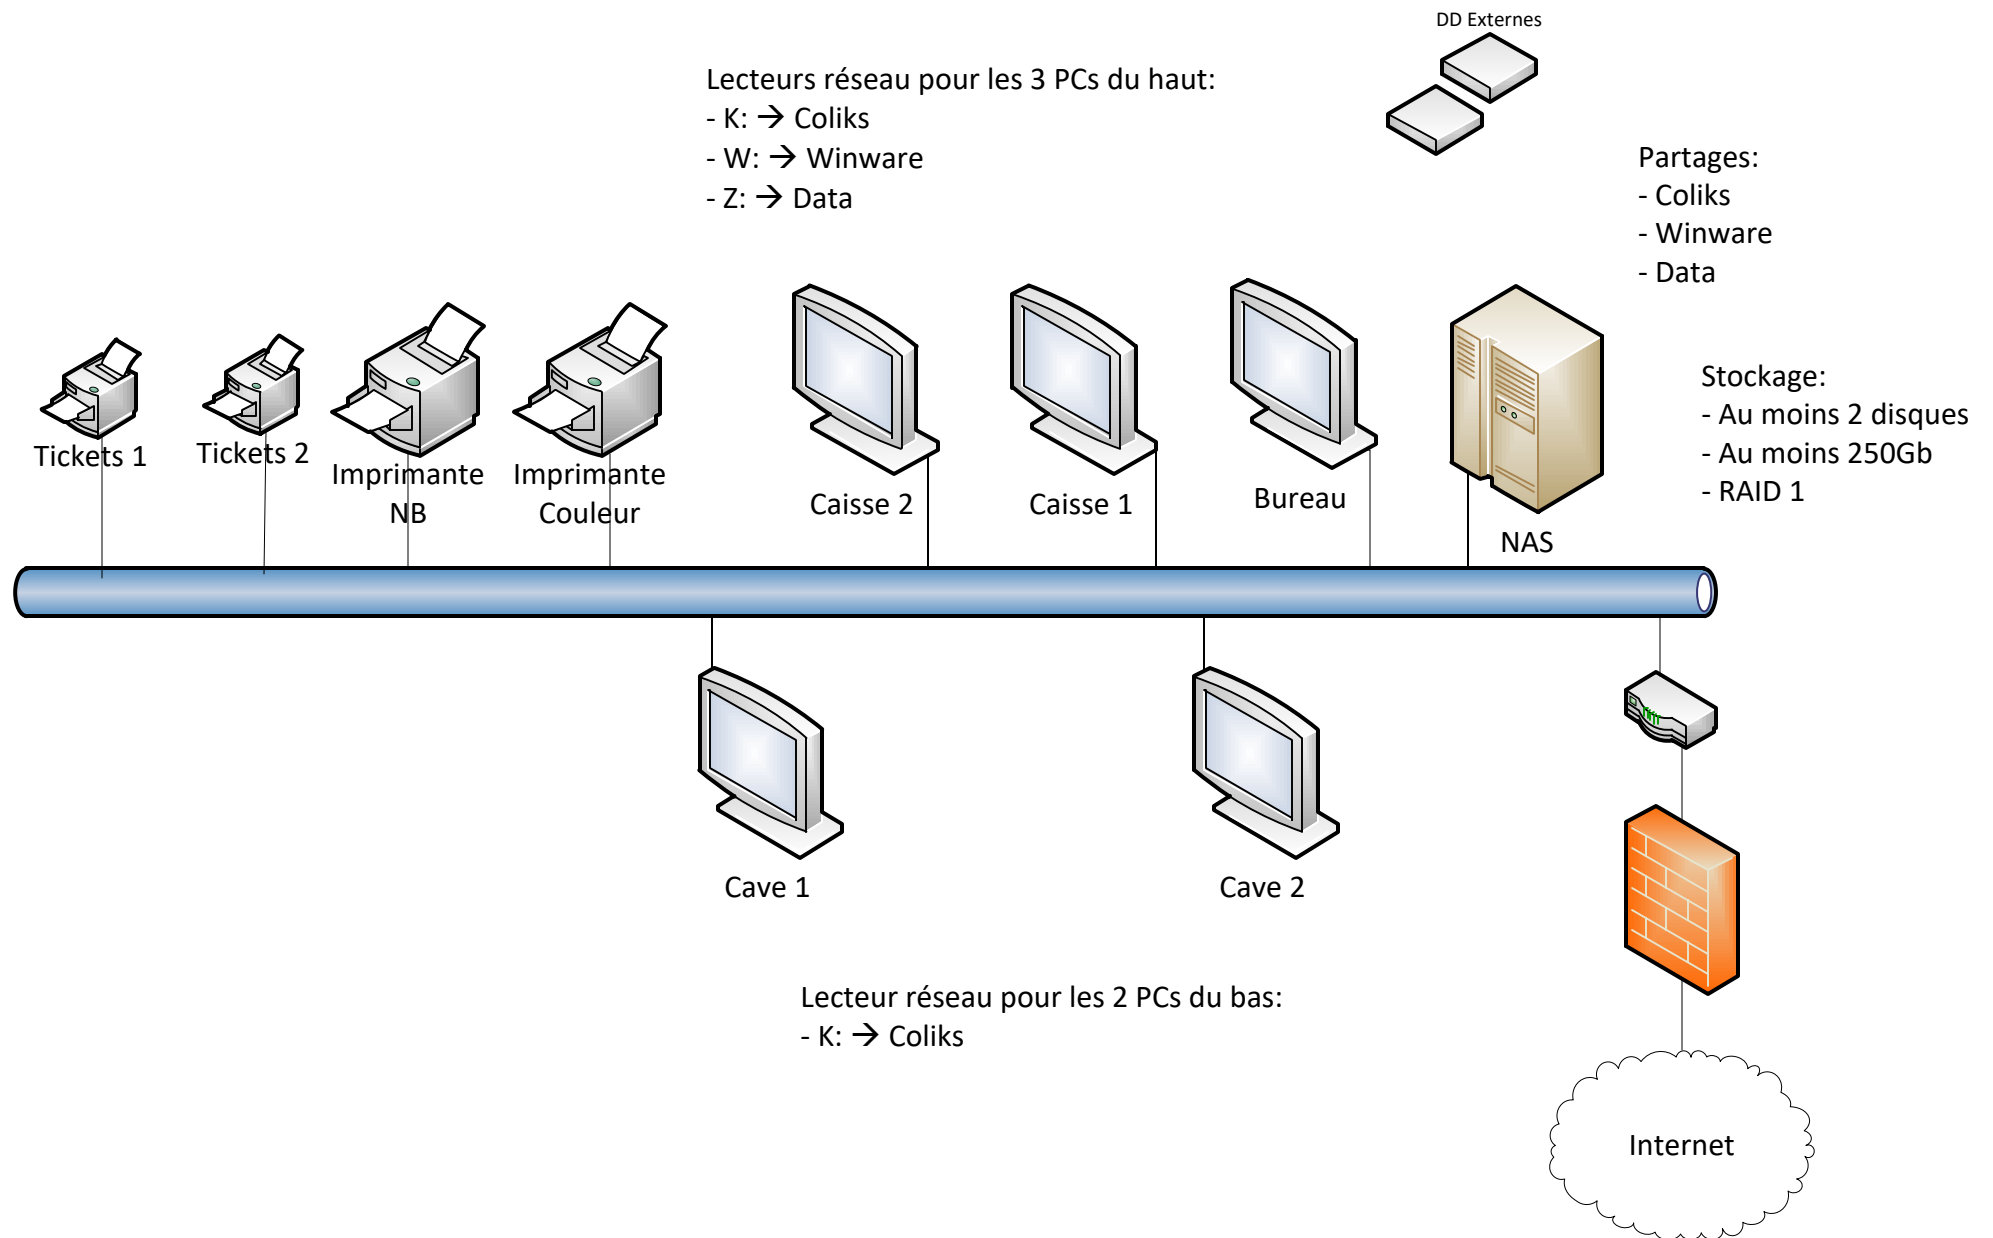 DD Externes
Lecteurs réseau pour les 3 PCs du haut:
- K: → Coliks
- W: → Winware
- Z: → Data
Partages:
- Coliks
- Winware
- Data
Stockage:
- Au moins 2 disques
- Au moins 250Gb
- RAID 1
Tickets 1
Tickets 2
Imprimante
NB
Imprimante
Couleur
Caisse 2
Caisse 1
Bureau
NAS
Cave 1
Cave 2
Lecteur réseau pour les 2 PCs du bas:
- K: → Coliks
Internet